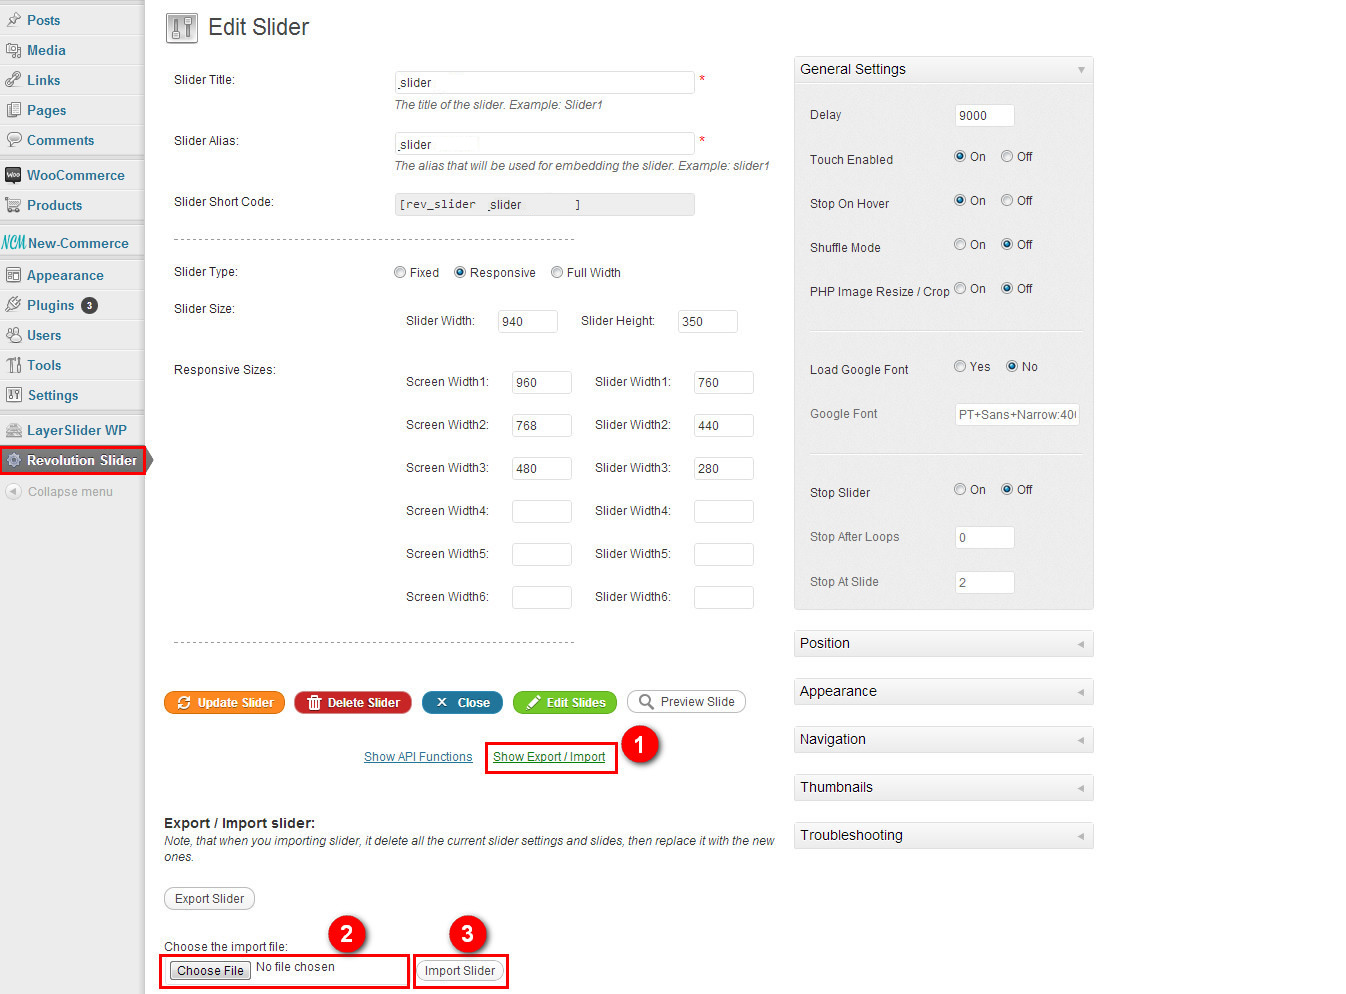 Posts
Media
Links
Pages
Comments
Woo WooCommerce
Products
NCM New-Commerce
Appearance
Plugins 3
Users
Tools
Settings
LayerSlider WP
Revolution Slider
Collapse menu
Edit Slider
Slider Title: _slider *
The title of the slider. Example: Slider1
Slider Alias: _slider *
The alias that will be used for embedding the slider. Example: slider1
Slider Short Code: [rev_slider _slider ]
Slider Type: Fixed Responsive Full Width
Slider Size:
Slider Width: 940 Slider Height: 350
Responsive Sizes:
Screen Width1: 960 Slider Width1: 760
Screen Width2: 768 Slider Width2: 440
Screen Width3: 480 Slider Width3: 280
Screen Width4: Slider Width4:
Screen Width5: Slider Width5:
Screen Width6: Slider Width6:
Update Slider Delete Slider Close Edit Slides Preview Slide
Show API Functions Show Export / Import 1
Export / Import slider:
Note, that when you importing slider, it delete all the current slider settings and slides, then replace it with the new
ones.
Export Slider
Choose the import file: 2 3
Choose File No file chosen Import Slider
General Settings
Delay 9000
Touch Enabled On Off
Stop On Hover On Off
Shuffle Mode On Off
PHP Image Resize / Crop On Off
Load Google Font Yes No
Google Font PT+Sans+Narrow:400
Stop Slider On Off
Stop After Loops 0
Stop At Slide 2
Position
Appearance
Navigation
Thumbnails
Troubleshooting